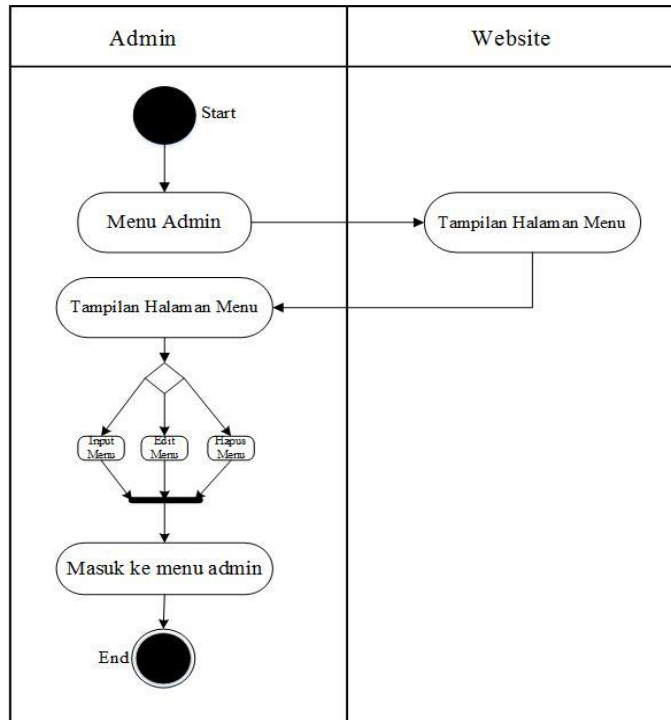 Admin
Website
Start
Menu Admin
Tampilan Halaman Menu
Tampilan Halaman Menu
Input
Menu
Edit
Menu
Hapus
Menu
Masuk ke menu admin
End